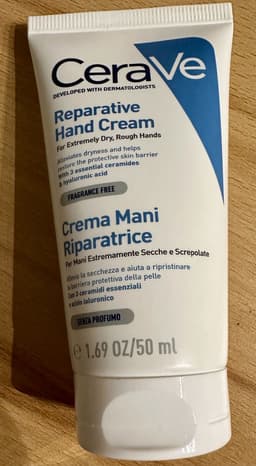 CeraVe
DEVELOPED WITH DERMATOLOGISTS
Reparative
Hand Cream
For Extremely Dry, Rough Hands
Alleviates dryness and helps
restore the protective skin barrier
With 3 essential ceramides
& hyaluronic acid
FRAGRANCE FREE
Crema Mani
Riparatrice
Per Mani Estremamente Secche e Screpolate
Allevia la secchezza e aiuta a ripristinare
la barriera protettiva della pelle
Con 3 ceramidi essenziali
e acido ialuronico
SENZA PROFUMO
℮ 1.69 OZ/50 ml